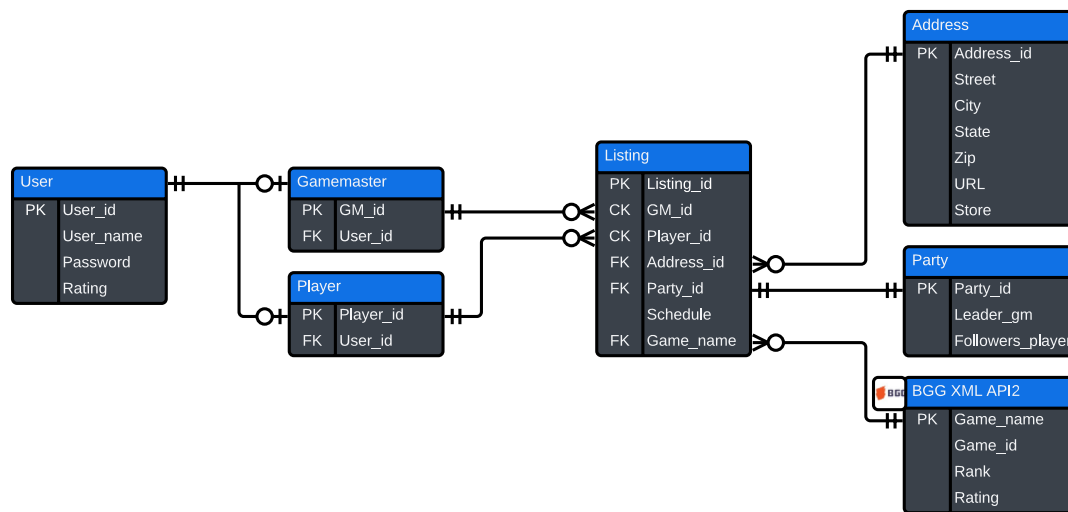 User
PK User_id
User_name
Password
Rating
Gamemaster
PK GM_id
FK User_id
Player
PK Player_id
FK User_id
Listing
PK Listing_id
CK GM_id
CK Player_id
FK Address_id
FK Party_id
Schedule
FK Game_name
Address
PK Address_id
Street
City
State
Zip
URL
Store
Party
PK Party_id
Leader_gm
Followers_player
BGG BGG XML API2
PK Game_name
Game_id
Rank
Rating